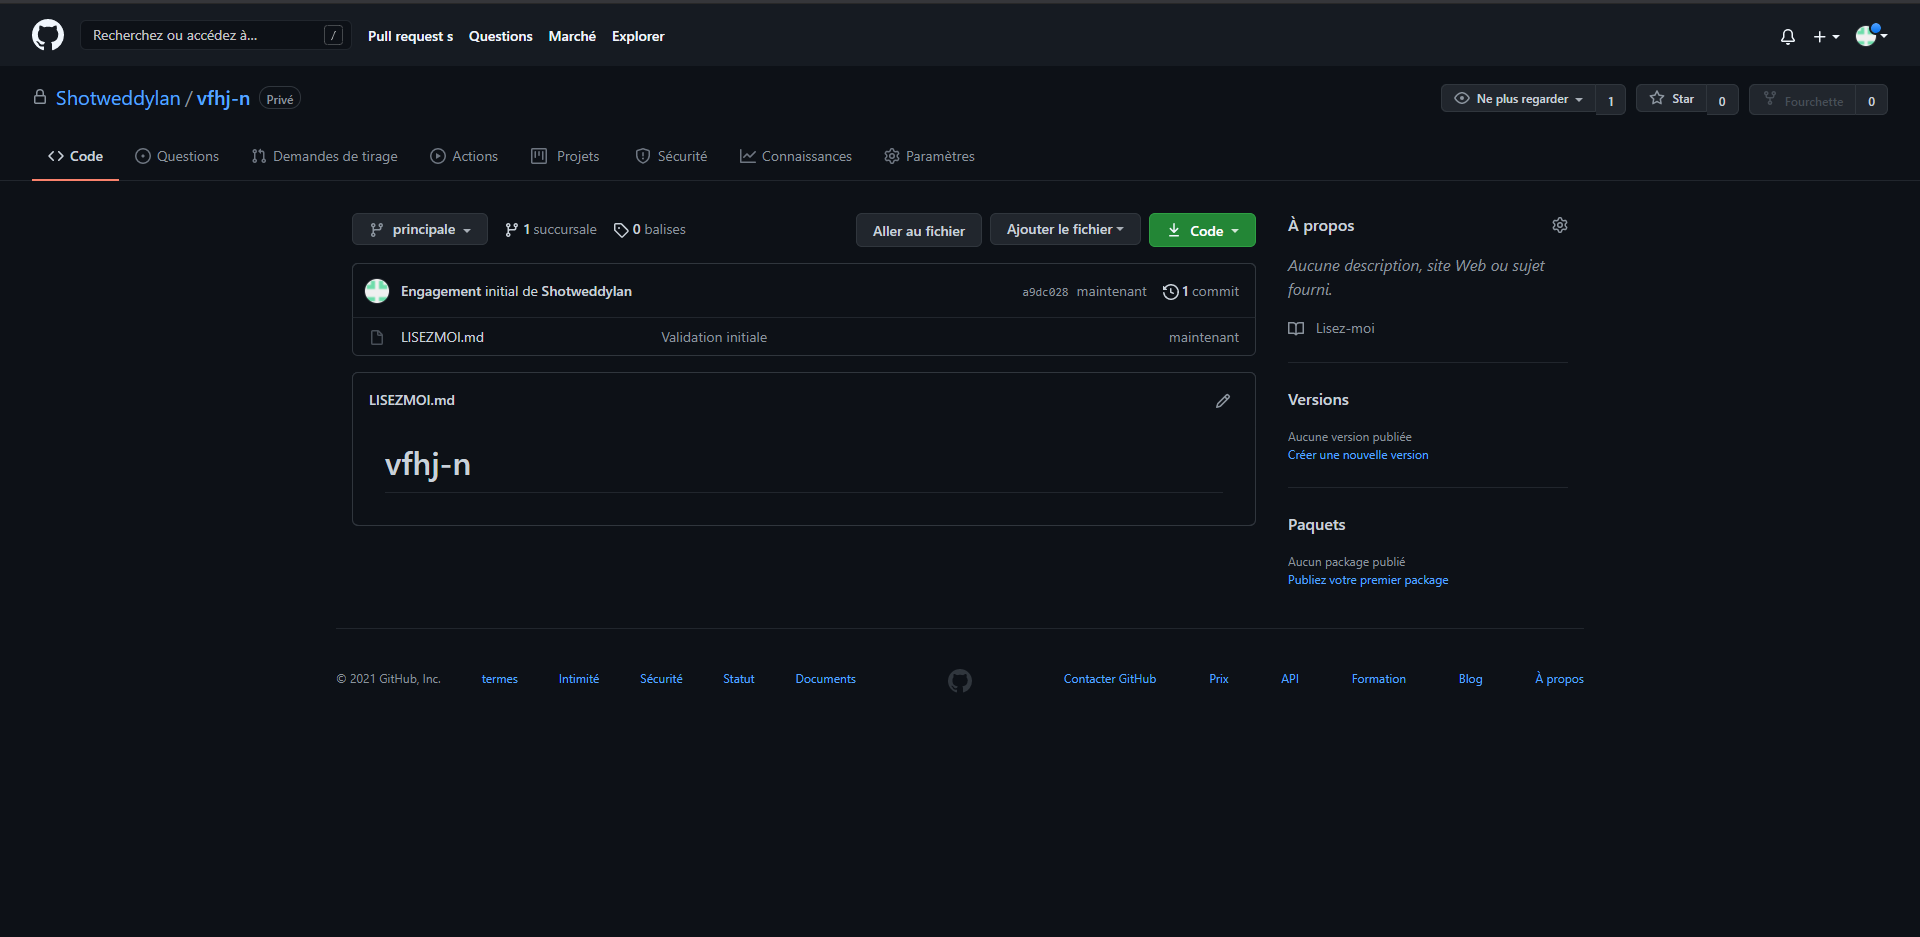 Recherchez ou accédez à... /
Pull request s Questions Marché Explorer
Shotweddylan / vfhj-n Privé
Ne plus regarder 1 Star 0 Fourchette 0
Code Questions Demandes de tirage Actions Projets Sécurité Connaissances Paramètres
principale 1 succursale 0 balises Aller au fichier Ajouter le fichier Code
Engagement initial de Shotweddylan a9dc028 maintenant 1 commit
LISEZMOI.md Validation initiale maintenant
LISEZMOI.md
vfhj-n
À propos
Aucune description, site Web ou sujet
fourni.
Lisez-moi
Versions
Aucune version publiée
Créer une nouvelle version
Paquets
Aucun package publié
Publiez votre premier package
© 2021 GitHub, Inc. termes Intimité Sécurité Statut Documents Contacter GitHub Prix API Formation Blog À propos